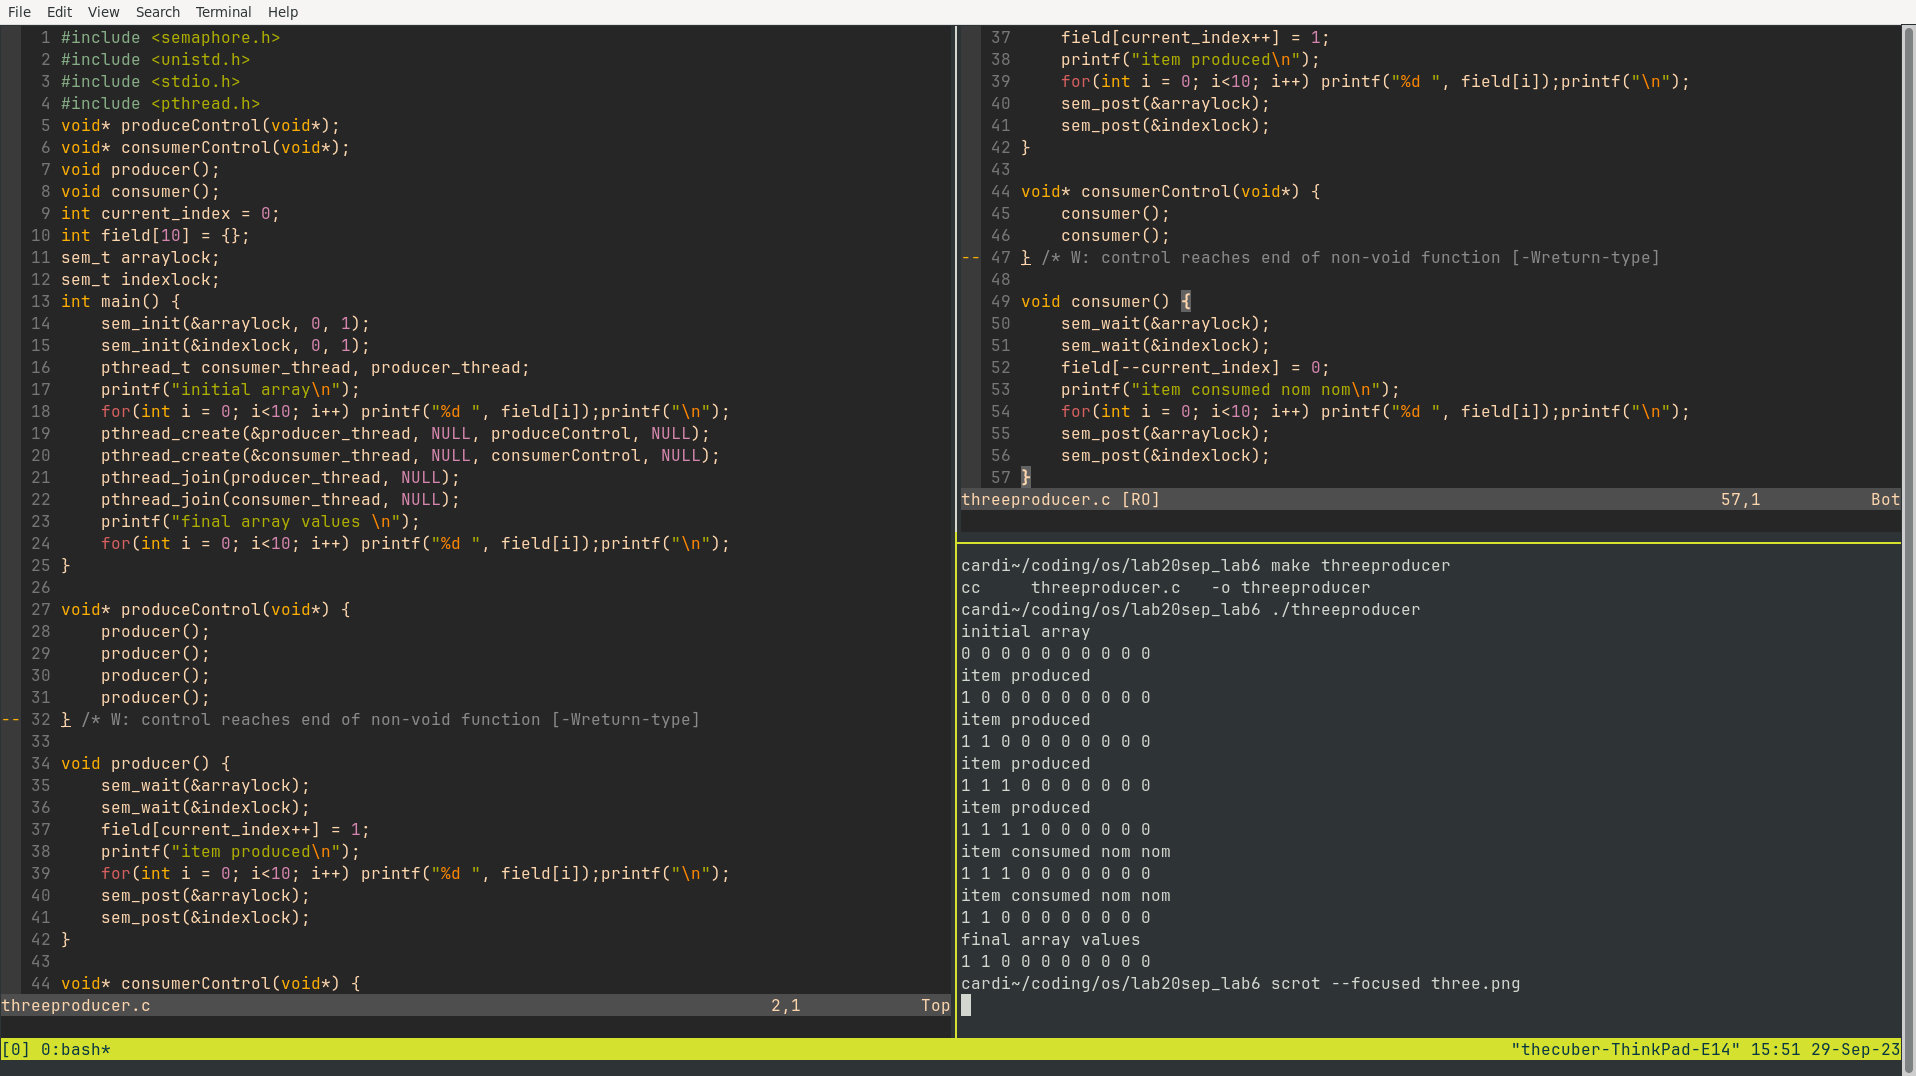 File Edit View Search Terminal Help
1 #include <semaphore.h>
2 #include <unistd.h>
3 #include <stdio.h>
4 #include <pthread.h>
5 void* produceControl(void*);
6 void* consumerControl(void*);
7 void producer();
8 void consumer();
9 int current_index = 0;
10 int field[10] = {};
11 sem_t arraylock;
12 sem_t indexlock;
13 int main() {
14     sem_init(&arraylock, 0, 1);
15     sem_init(&indexlock, 0, 1);
16     pthread_t consumer_thread, producer_thread;
17     printf("initial array\n");
18     for(int i = 0; i<10; i++) printf("%d ", field[i]);printf("\n");
19     pthread_create(&producer_thread, NULL, produceControl, NULL);
20     pthread_create(&consumer_thread, NULL, consumerControl, NULL);
21     pthread_join(producer_thread, NULL);
22     pthread_join(consumer_thread, NULL);
23     printf("final array values \n");
24     for(int i = 0; i<10; i++) printf("%d ", field[i]);printf("\n");
25 }
26
27 void* produceControl(void*) {
28     producer();
29     producer();
30     producer();
31     producer();
-- 32 } /* W: control reaches end of non-void function [-Wreturn-type]
33
34 void producer() {
35     sem_wait(&arraylock);
36     sem_wait(&indexlock);
37     field[current_index++] = 1;
38     printf("item produced\n");
39     for(int i = 0; i<10; i++) printf("%d ", field[i]);printf("\n");
40     sem_post(&arraylock);
41     sem_post(&indexlock);
42 }
43
44 void* consumerControl(void*) {
threeproducer.c 2,1 Top
37     field[current_index++] = 1;
38     printf("item produced\n");
39     for(int i = 0; i<10; i++) printf("%d ", field[i]);printf("\n");
40     sem_post(&arraylock);
41     sem_post(&indexlock);
42 }
43
44 void* consumerControl(void*) {
45     consumer();
46     consumer();
-- 47 } /* W: control reaches end of non-void function [-Wreturn-type]
48
49 void consumer() {
50     sem_wait(&arraylock);
51     sem_wait(&indexlock);
52     field[--current_index] = 0;
53     printf("item consumed nom nom\n");
54     for(int i = 0; i<10; i++) printf("%d ", field[i]);printf("\n");
55     sem_post(&arraylock);
56     sem_post(&indexlock);
57 }
threeproducer.c [RO] 57,1 Bot
cardi~/coding/os/lab20sep_lab6 make threeproducer
cc     threeproducer.c   -o threeproducer
cardi~/coding/os/lab20sep_lab6 ./threeproducer
initial array
0 0 0 0 0 0 0 0 0 0
item produced
1 0 0 0 0 0 0 0 0 0
item produced
1 1 0 0 0 0 0 0 0 0
item produced
1 1 1 0 0 0 0 0 0 0
item produced
1 1 1 1 0 0 0 0 0 0
item consumed nom nom
1 1 1 0 0 0 0 0 0 0
item consumed nom nom
1 1 0 0 0 0 0 0 0 0
final array values
1 1 0 0 0 0 0 0 0 0
cardi~/coding/os/lab20sep_lab6 scrot --focused three.png
[0] 0:bash* "thecuber-ThinkPad-E14" 15:51 29-Sep-23